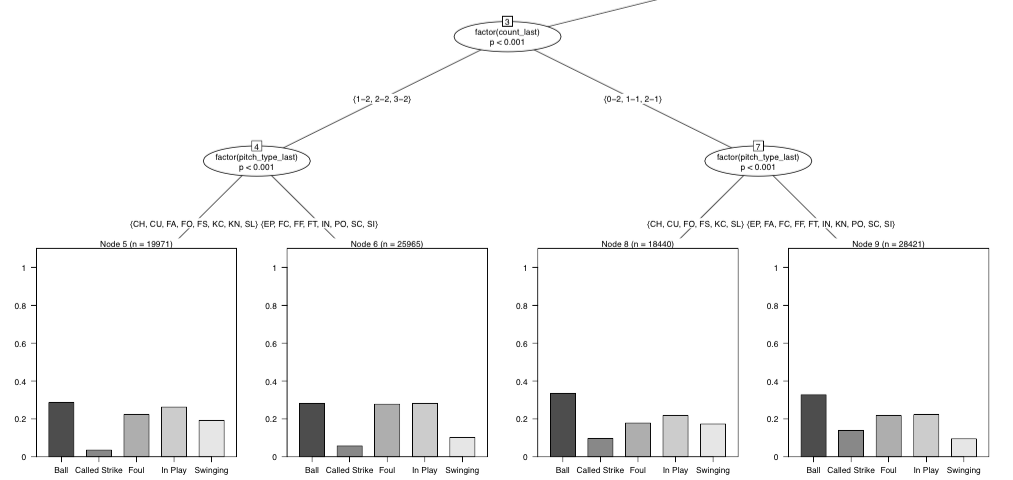 3
factor(count_last)
p < 0.001
{1−2, 2−2, 3−2}
{0−2, 1−1, 2−1}
4
factor(pitch_type_last)
p < 0.001
7
factor(pitch_type_last)
p < 0.001
{CH, CU, FA, FO, FS, KC, KN, SL} {EP, FC, FF, FT, IN, PO, SC, SI}
{CH, CU, FO, FS, KC, SL} {EP, FA, FC, FF, FT, IN, KN, PO, SC, SI}
Node 5 (n = 19971)
1
0.8
0.6
0.4
0.2
0
Ball Called Strike Foul In Play Swinging
Node 6 (n = 25965)
1
0.8
0.6
0.4
0.2
0
Ball Called Strike Foul In Play Swinging
Node 8 (n = 18440)
1
0.8
0.6
0.4
0.2
0
Ball Called Strike Foul In Play Swinging
Node 9 (n = 28421)
1
0.8
0.6
0.4
0.2
0
Ball Called Strike Foul In Play Swinging